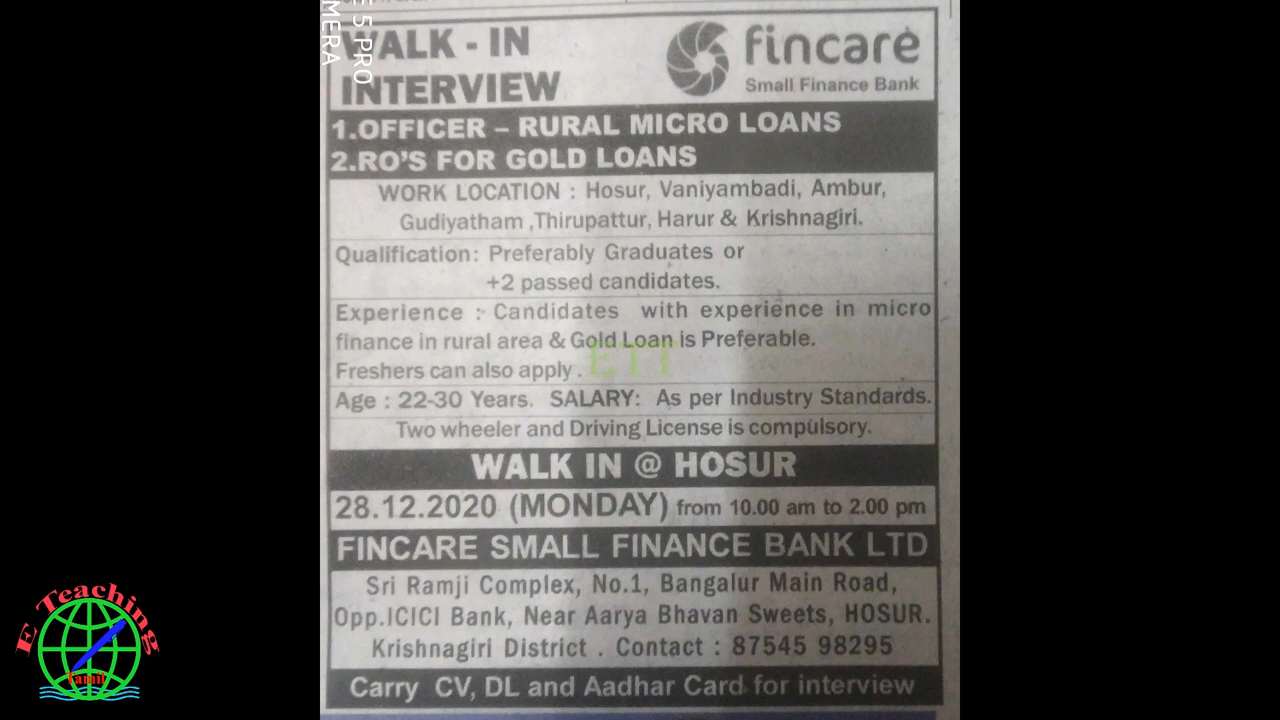 E 5 PRO
MERA
WALK - IN
INTERVIEW
fincare
Small Finance Bank
1.OFFICER – RURAL MICRO LOANS
2.RO'S FOR GOLD LOANS
WORK LOCATION : Hosur, Vaniyambadi, Ambur,
Gudiyatham ,Thirupattur, Harur & Krishnagiri.
Qualification: Preferably Graduates or
+2 passed candidates.
Experience : Candidates with experience in micro
finance in rural area & Gold Loan is Preferable.
Freshers can also apply .
ETT
Age : 22-30 Years. SALARY: As per Industry Standards.
Two wheeler and Driving License is compulsory.
WALK IN @ HOSUR
28.12.2020 (MONDAY) from 10.00 am to 2.00 pm
FINCARE SMALL FINANCE BANK LTD
Sri Ramji Complex, No.1, Bangalur Main Road,
Opp.ICICI Bank, Near Aarya Bhavan Sweets, HOSUR.
Krishnagiri District . Contact : 87545 98295
Carry CV, DL and Aadhar Card for interview
E Teaching
Tamil